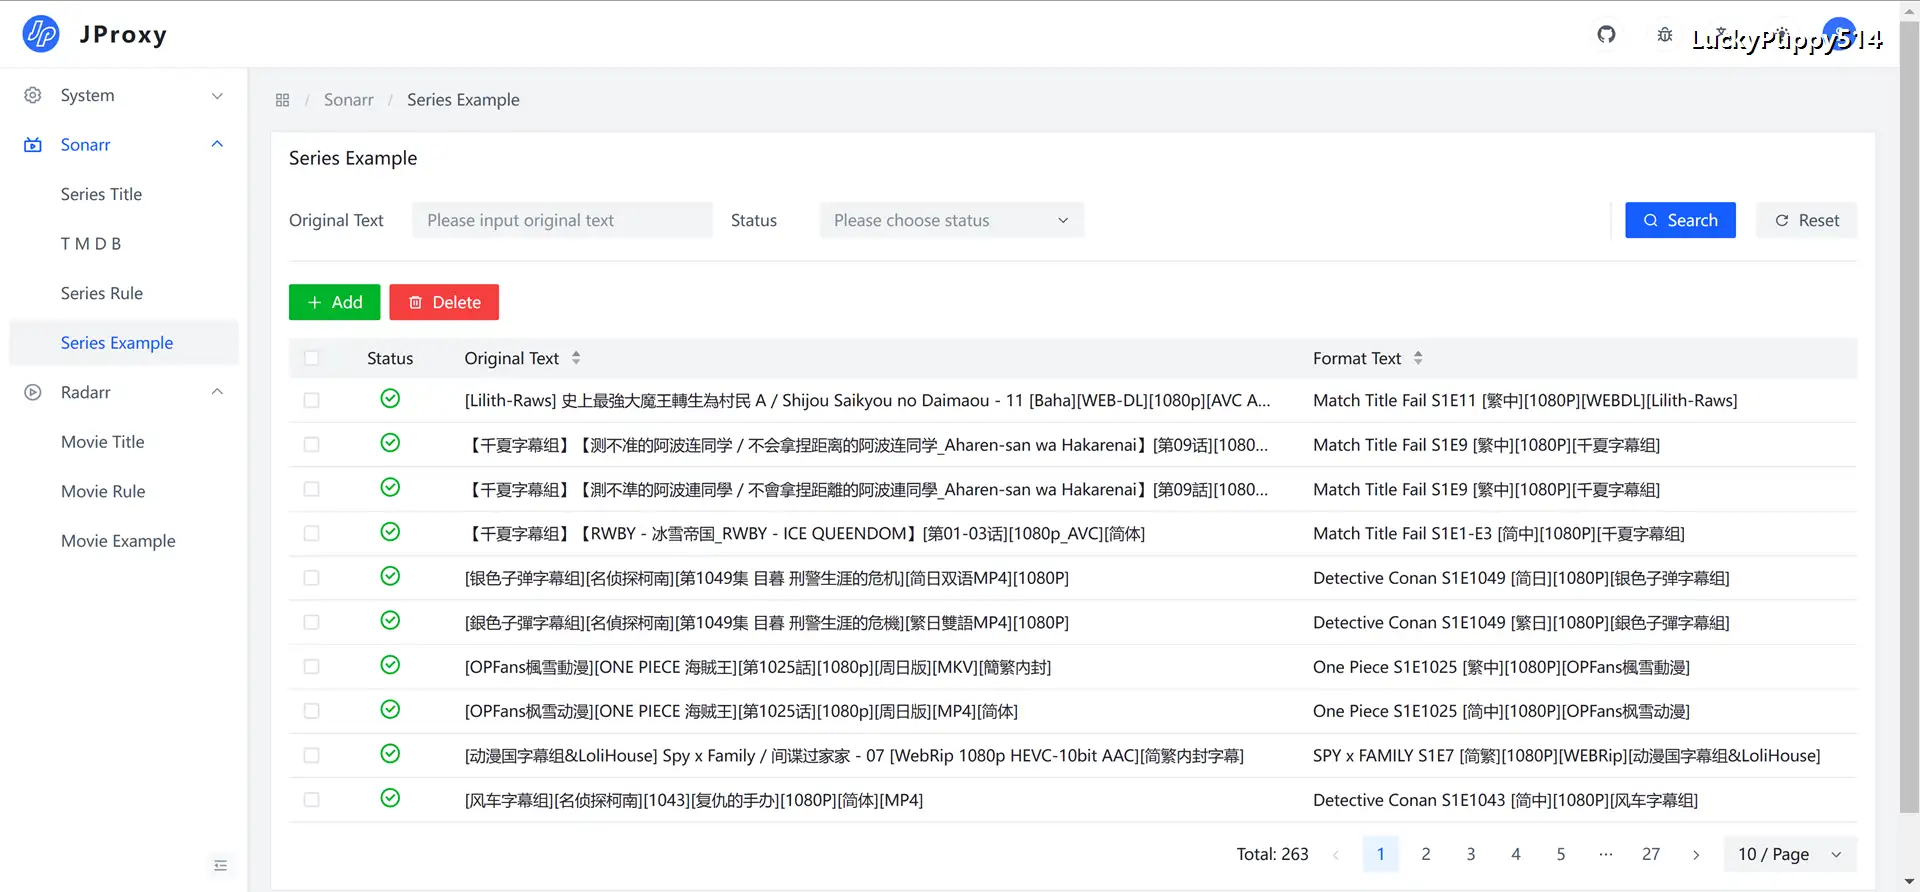 JProxy
LuckyPuppy514
System
Sonarr
Series Title
T M D B
Series Rule
Series Example
Radarr
Movie Title
Movie Rule
Movie Example
/ Sonarr / Series Example
Series Example
Original Text Please input original text Status Please choose status Search Reset
Add Delete
Status Original Text Format Text
[Lilith-Raws] 史上最強大魔王轉生為村民 A / Shijou Saikyou no Daimaou - 11 [Baha][WEB-DL][1080p][AVC A... Match Title Fail S1E11 [繁中][1080P][WEBDL][Lilith-Raws]
【千夏字幕组】【测不准的阿波连同学 / 不会拿捏距离的阿波连同学_Aharen-san wa Hakarenai】[第09话][1080... Match Title Fail S1E9 [繁中][1080P][千夏字幕组]
【千夏字幕組】【測不準的阿波連同學 / 不會拿捏距離的阿波連同學_Aharen-san wa Hakarenai】[第09話][1080... Match Title Fail S1E9 [繁中][1080P][千夏字幕組]
【千夏字幕组】【RWBY - 冰雪帝国_RWBY - ICE QUEENDOM】[第01-03话][1080p_AVC][简体] Match Title Fail S1E1-E3 [简中][1080P][千夏字幕组]
[银色子弹字幕组][名侦探柯南][第1049集 目暮 刑警生涯的危机][简日双语MP4][1080P] Detective Conan S1E1049 [简日][1080P][银色子弹字幕组]
[銀色子彈字幕組][名偵探柯南][第1049集 目暮 刑警生涯的危機][繁日雙語MP4][1080P] Detective Conan S1E1049 [繁日][1080P][銀色子彈字幕組]
[OPFans楓雪動漫][ONE PIECE 海賊王][第1025話][1080p][周日版][MKV][簡繁内封] One Piece S1E1025 [繁中][1080P][OPFans楓雪動漫]
[OPFans枫雪动漫][ONE PIECE 海贼王][第1025话][1080p][周日版][MP4][简体] One Piece S1E1025 [简中][1080P][OPFans枫雪动漫]
[动漫国字幕组&LoliHouse] Spy x Family / 间谍过家家 - 07 [WebRip 1080p HEVC-10bit AAC][简繁内封字幕] SPY x FAMILY S1E7 [简繁][1080P][WEBRip][动漫国字幕组&LoliHouse]
[风车字幕组][名侦探柯南][1043][复仇的手办][1080P][简体][MP4] Detective Conan S1E1043 [简中][1080P][风车字幕组]
Total: 263 1 2 3 4 5 ... 27 10 / Page